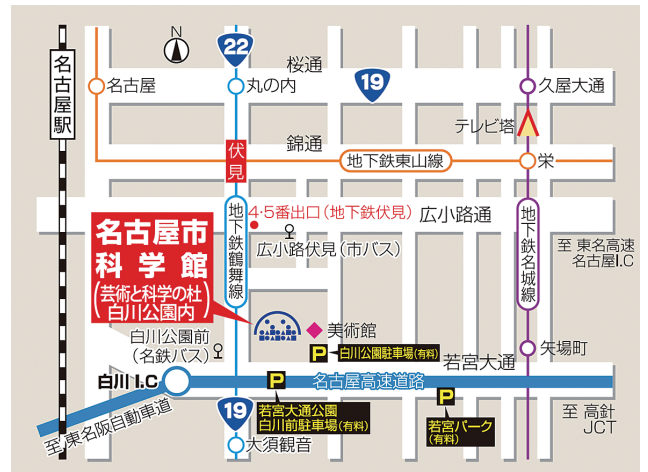 N
22
桜通
19
名古屋駅
名古屋
丸の内
久屋大通
テレビ塔
錦通
伏見
地下鉄東山線
栄
4・5番出口(地下鉄伏見)
広小路通
地下鉄鶴舞線
地下鉄名城線
広小路伏見(市バス)
至 東名高速
名古屋I.C
名古屋市
科学館
(芸術と科学の杜
白川公園内)
美術館
白川公園前
(名鉄バス)
P
白川公園駐車場(有料)
若宮大通
矢場町
白川I.C
名古屋高速道路
P
若宮大通公園
白川前駐車場(有料)
P
若宮パーク
(有料)
至 高針
JCT
至 東名阪自動車道
19
大須観音